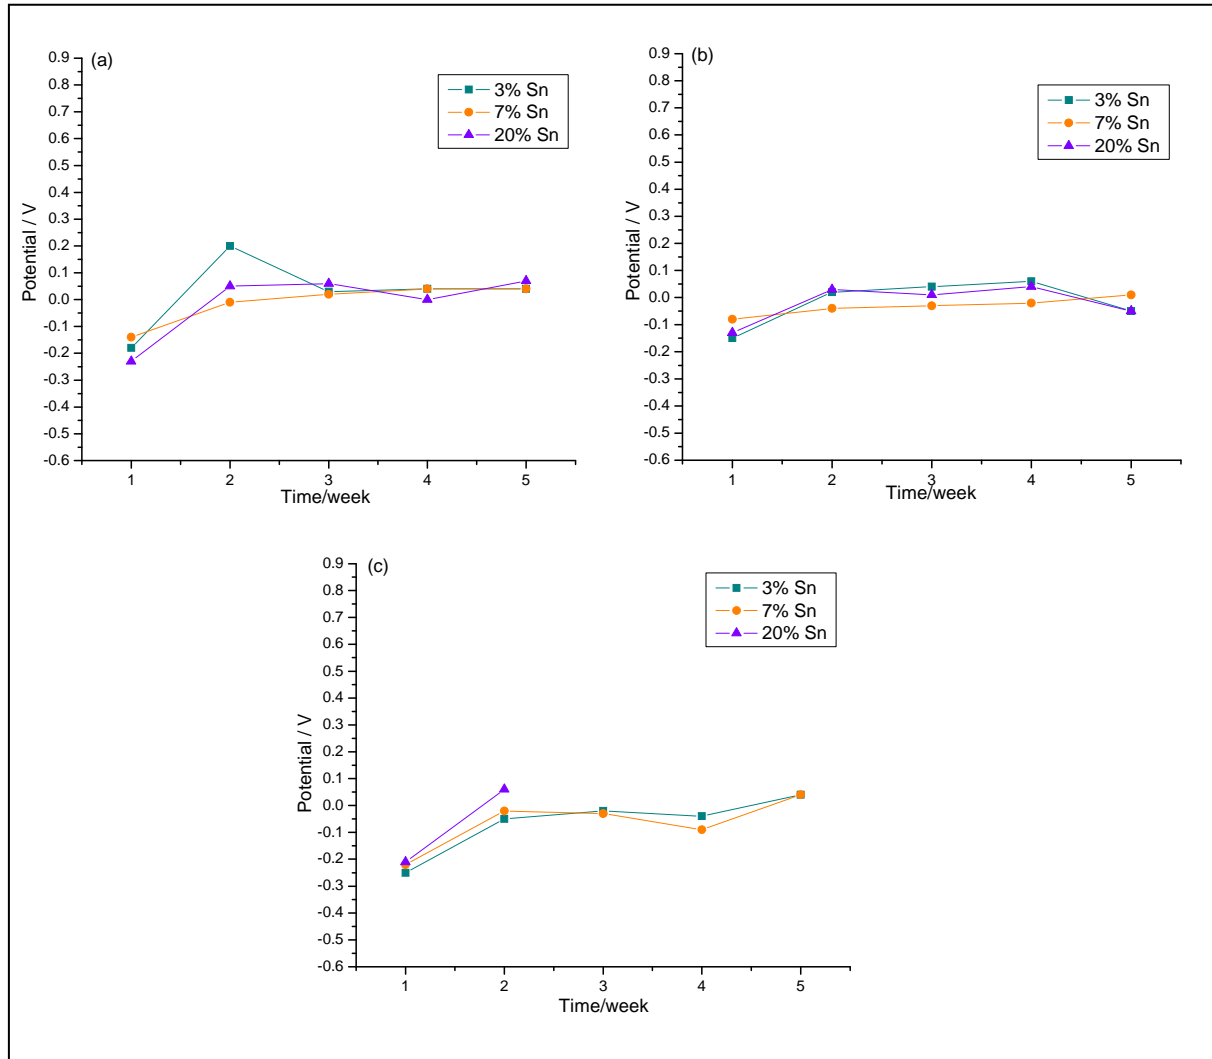 (a)
0.9
0.8
0.7
0.6
0.5
0.4
0.3
0.2
0.1
0.0
-0.1
-0.2
-0.3
-0.4
-0.5
-0.6
Potential / V
3% Sn
7% Sn
20% Sn
1 2 3 4 5
Time/week
(b)
0.9
0.8
0.7
0.6
0.5
0.4
0.3
0.2
0.1
0.0
-0.1
-0.2
-0.3
-0.4
-0.5
-0.6
Potential / V
3% Sn
7% Sn
20% Sn
1 2 3 4 5
Time/week
(c)
0.9
0.8
0.7
0.6
0.5
0.4
0.3
0.2
0.1
0.0
-0.1
-0.2
-0.3
-0.4
-0.5
-0.6
Potential / V
3% Sn
7% Sn
20% Sn
1 2 3 4 5
Time/week